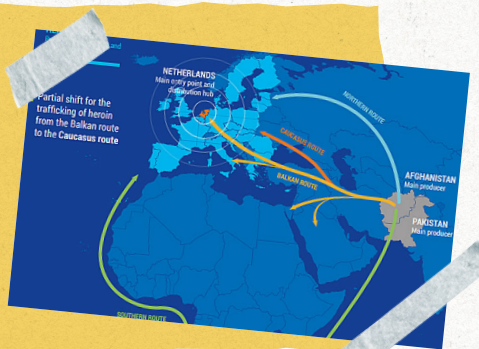 and
Partial shift for the
trafficking of heroin
from the Balkan route
to the Caucasus route
NETHERLANDS
Main entry point and
distribution hub
NORTHERN ROUTE
CAUCASUS ROUTE
BALKAN ROUTE
AFGHANISTAN
Main producer
PAKISTAN
Main producer
SOUTHERN ROUTE